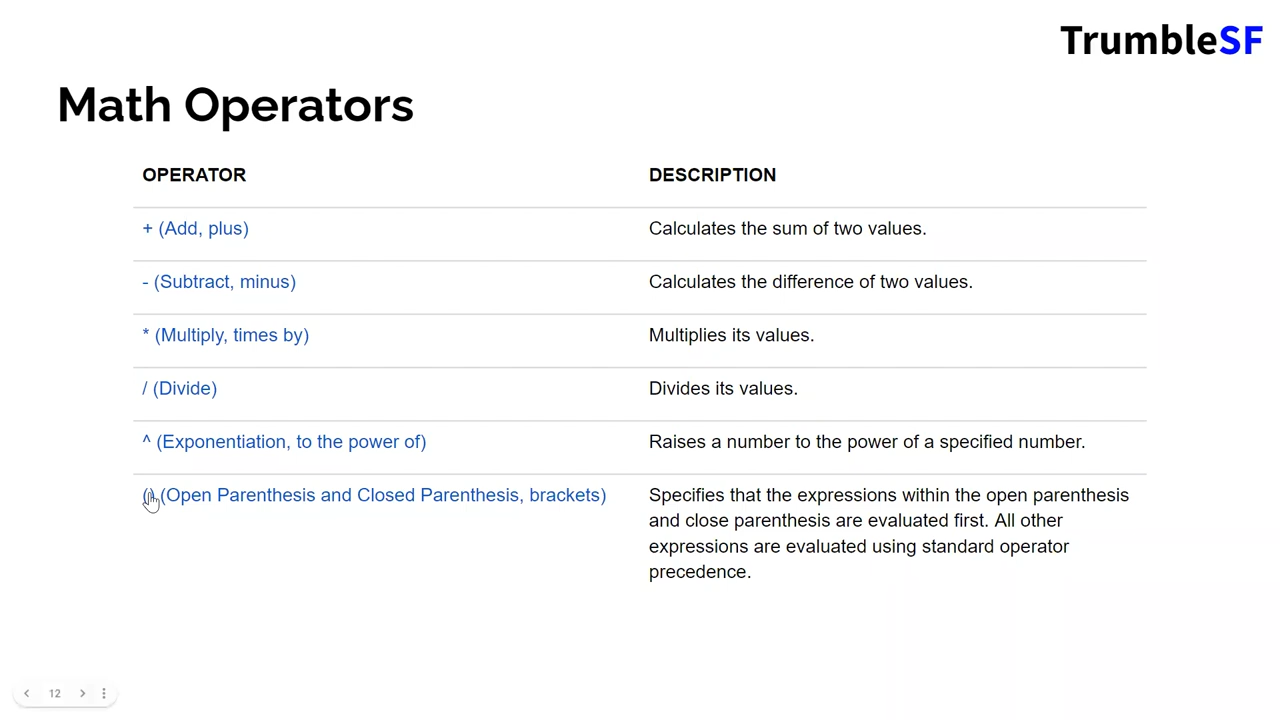 TrumbleSF
Math Operators
OPERATOR DESCRIPTION
+ (Add, plus) Calculates the sum of two values.
- (Subtract, minus) Calculates the difference of two values.
* (Multiply, times by) Multiplies its values.
/ (Divide) Divides its values.
^ (Exponentiation, to the power of) Raises a number to the power of a specified number.
() (Open Parenthesis and Closed Parenthesis, brackets) Specifies that the expressions within the open parenthesis
and close parenthesis are evaluated first. All other
expressions are evaluated using standard operator
precedence.
12